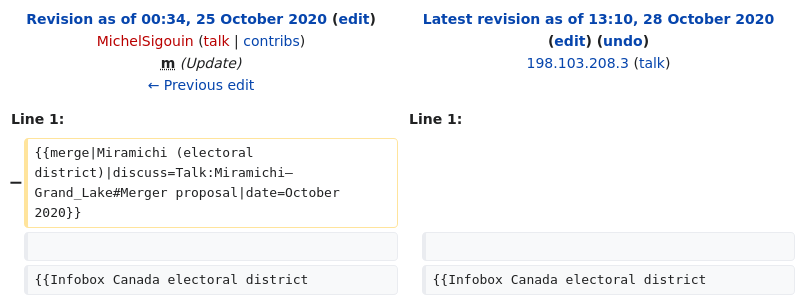 Revision as of 00:34, 25 October 2020 (edit)
MichelSigouin (talk | contribs)
m (Update)
← Previous edit
Latest revision as of 13:10, 28 October 2020
(edit) (undo)
198.103.208.3 (talk)
Line 1:
Line 1:
− {{merge|Miramichi (electoral
district)|discuss=Talk:Miramichi—
Grand_Lake#Merger proposal|date=October
2020}}
{{Infobox Canada electoral district
{{Infobox Canada electoral district